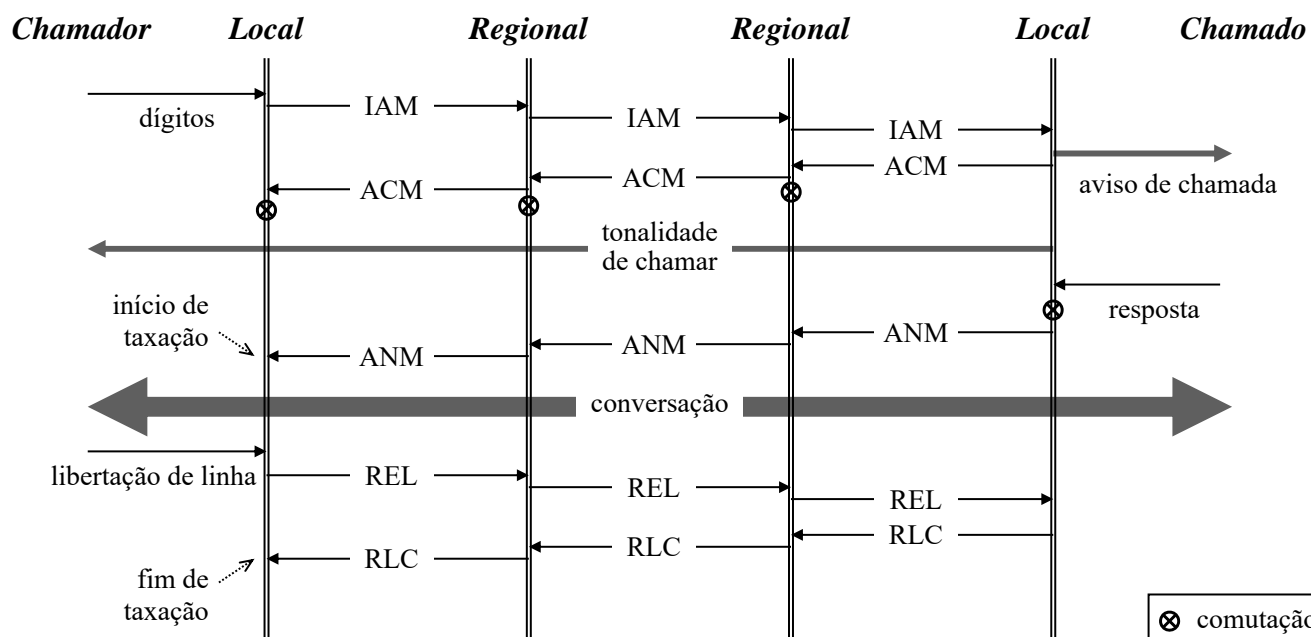 Chamador Local Regional Regional Local Chamado
dígitos
IAM
IAM
IAM
ACM
ACM
ACM
aviso de chamada
tonalidade
de chamar
início de
taxação
resposta
ANM
ANM
ANM
conversação
libertação de linha
REL
REL
REL
RLC
RLC
RLC
fim de
taxação
comutação